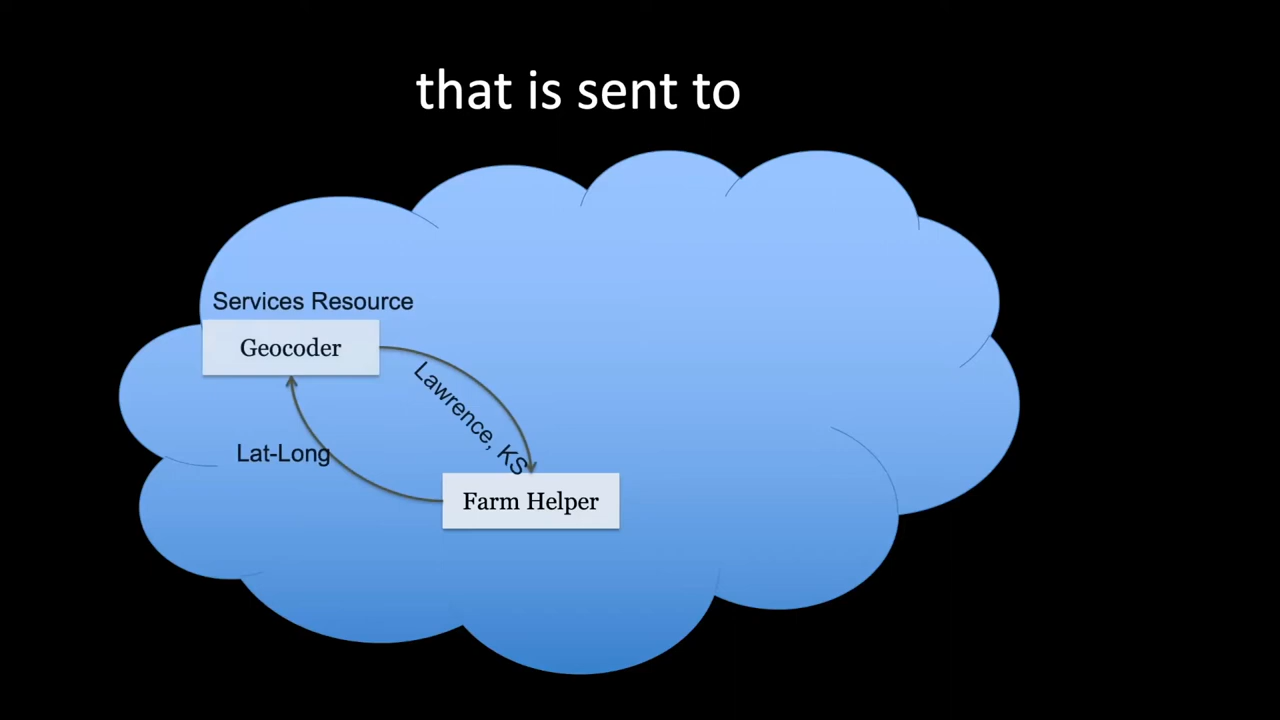 that is sent to
Services Resource
Geocoder
Lawrence, KS
Lat-Long
Farm Helper